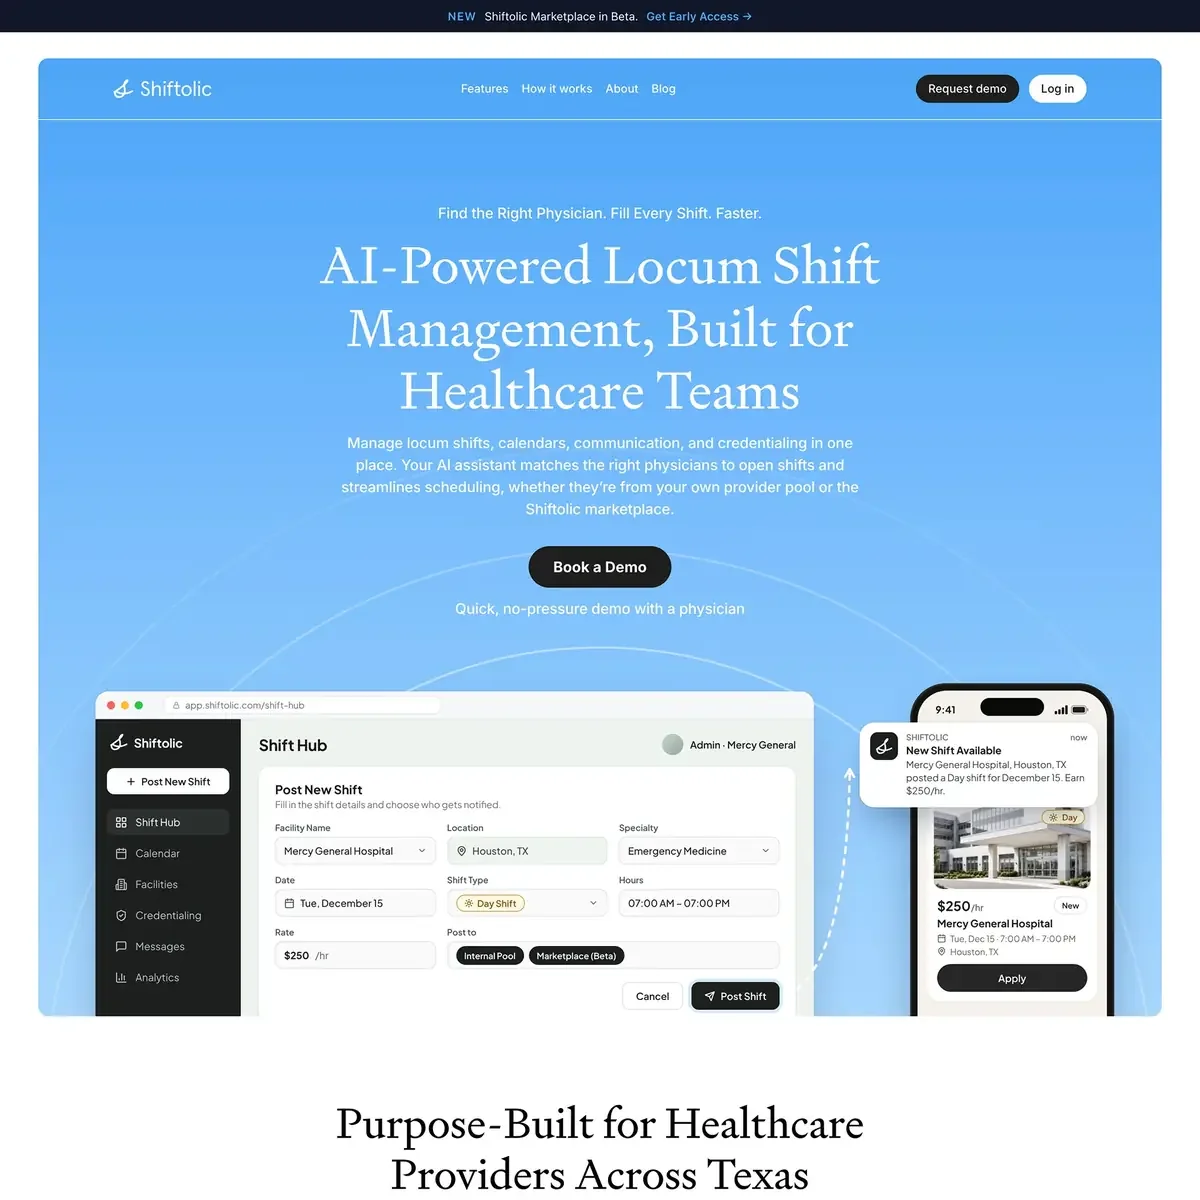 NEW Shiftolic Marketplace in Beta. Get Early Access →
Shiftolic
Features How it works About Blog
Request demo Log in
Find the Right Physician. Fill Every Shift. Faster.
AI-Powered Locum Shift
Management, Built for
Healthcare Teams
Manage locum shifts, calendars, communication, and credentialing in one
place. Your AI assistant matches the right physicians to open shifts and
streamlines scheduling, whether they're from your own provider pool or the
Shiftolic marketplace.
Book a Demo
Quick, no-pressure demo with a physician
app.shiftolic.com/shift-hub
Shiftolic
+ Post New Shift
Shift Hub
Calendar
Facilities
Credentialing
Messages
Analytics
Shift Hub
Admin · Mercy General
Post New Shift
Fill in the shift details and choose who gets notified.
Facility Name Location Specialty
Mercy General Hospital Houston, TX Emergency Medicine
Date Shift Type Hours
Tue, December 15 Day Shift 07:00 AM – 07:00 PM
Rate Post to
$250 /hr Internal Pool Marketplace (Beta)
Cancel Post Shift
9:41
SHIFTOLIC now
New Shift Available
Mercy General Hospital, Houston, TX
posted a Day shift for December 15. Earn
$250/hr.
Day
$250/hr New
Mercy General Hospital
Tue, Dec 15 · 7:00 AM – 7:00 PM
Houston, TX
Apply
Purpose-Built for Healthcare
Providers Across Texas